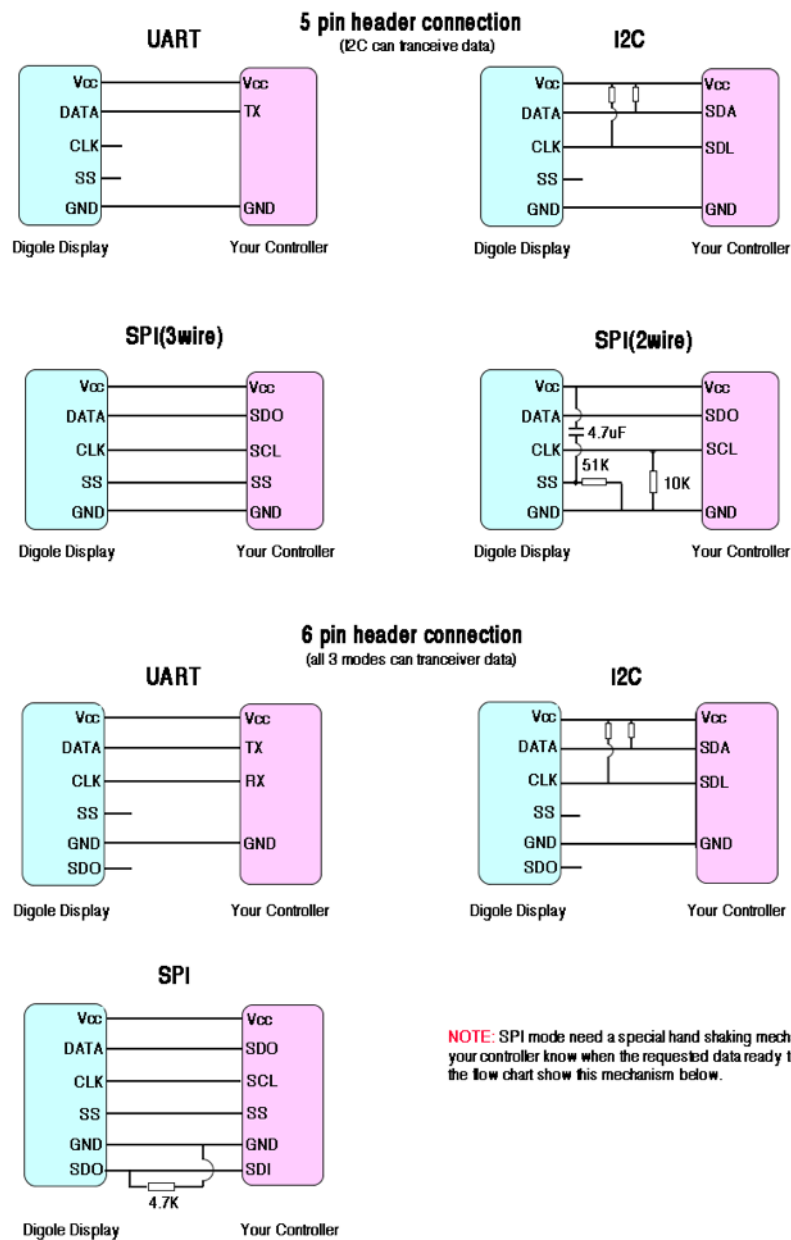 5 pin header connection
(I2C can tranceive data)
UART
Vcc Vcc
DATA TX
CLK
SS
GND GND
Digole Display Your Controller
I2C
Vcc Vcc
DATA SDA
CLK SDL
SS
GND GND
Digole Display Your Controller
SPI(3wire)
Vcc Vcc
DATA SDO
CLK SCL
SS SS
GND GND
Digole Display Your Controller
SPI(2wire)
Vcc Vcc
DATA SDO
4.7uF
CLK SCL
51K
SS 10K
GND GND
Digole Display Your Controller
6 pin header connection
(all 3 modes can tranceiver data)
UART
Vcc Vcc
DATA TX
CLK RX
SS
GND GND
SDO
Digole Display Your Controller
I2C
Vcc Vcc
DATA SDA
CLK SDL
SS
GND GND
SDO
Digole Display Your Controller
SPI
Vcc Vcc
DATA SDO
CLK SCL
SS SS
GND GND
SDO SDI
4.7K
Digole Display Your Controller
NOTE: SPI mode need a special hand shaking mech
your controller know when the requested data ready t
the flow chart show this mechanism below.